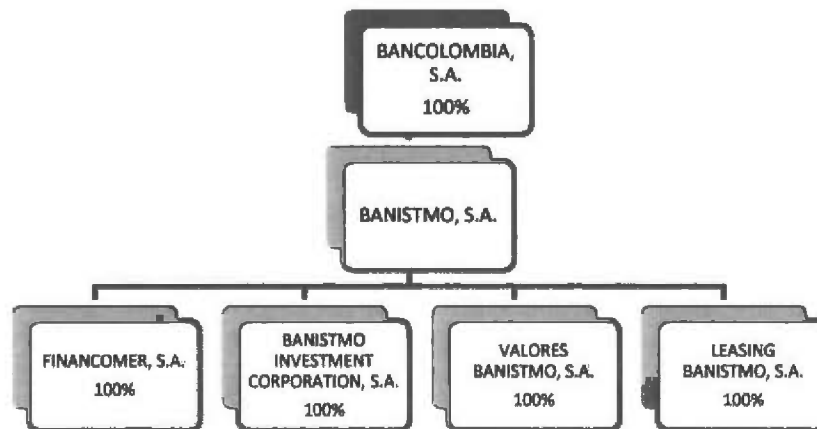 BANCOLOMBIA,
S.A.
100%
BANISTMO, S.A.
FINANCOMER, S.A.
100%
BANISTMO
INVESTMENT
CORPORATION, S.A.
100%
VALORES
BANISTMO, S.A.
100%
LEASING
BANISTMO, S.A.
100%